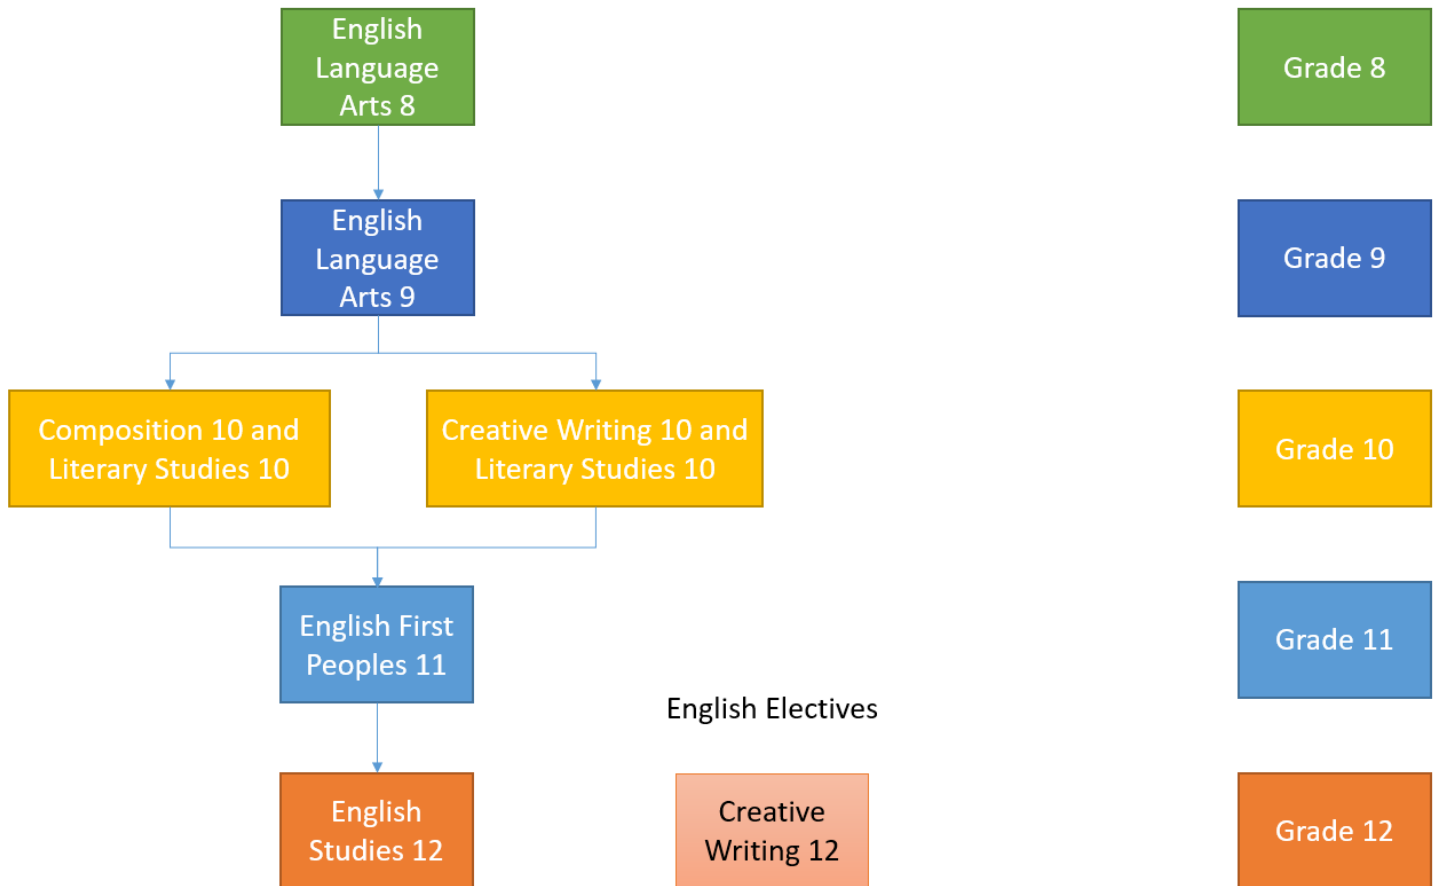 English
Language
Arts 8
Grade 8
English
Language
Arts 9
Grade 9
Composition 10 and
Literary Studies 10
Creative Writing 10 and
Literary Studies 10
Grade 10
English First
Peoples 11
Grade 11
English Electives
English
Studies 12
Creative
Writing 12
Grade 12